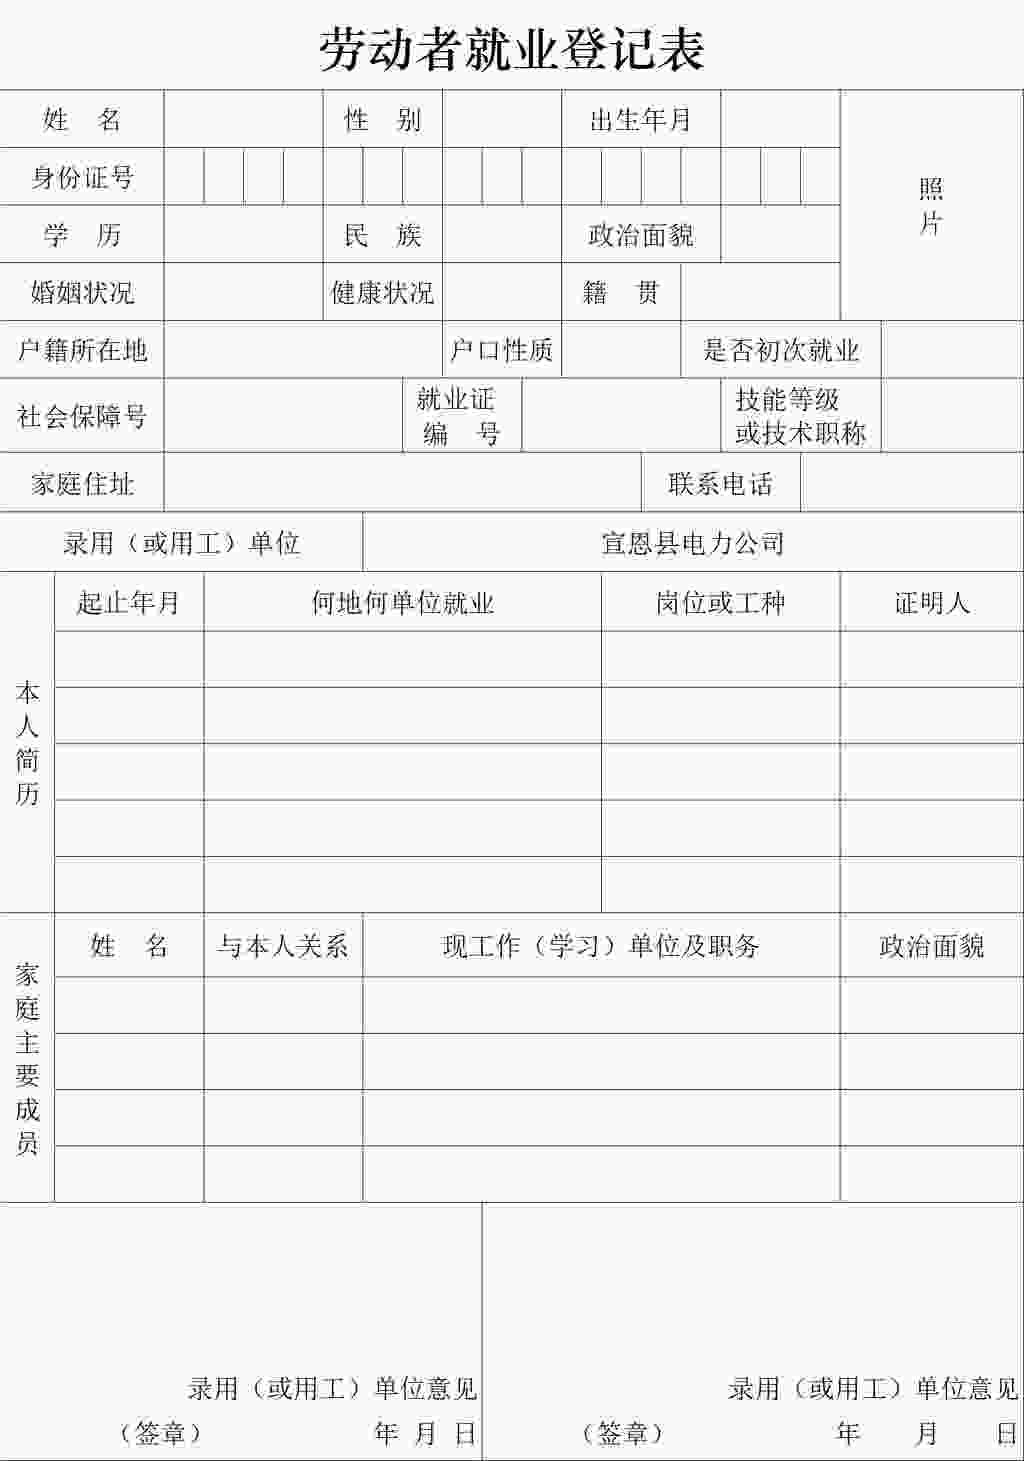 劳动者就业登记表
姓 名 性 别 出生年月
照
片
身份证号
学 历 民 族 政治面貌
婚姻状况 健康状况 籍 贯
户籍所在地 户口性质 是否初次就业
社会保障号 就业证 技能等级
编 号 或技术职称
家庭住址 联系电话
录用（或用工）单位 宣恩县电力公司
本
人
简
历
起止年月 何地何单位就业 岗位或工种 证明人
家
庭
主
要
成
员
姓 名 与本人关系 现工作（学习）单位及职务 政治面貌
录用（或用工）单位意见 录用（或用工）单位意见
（签章） 年 月 日 （签章） 年 月 日